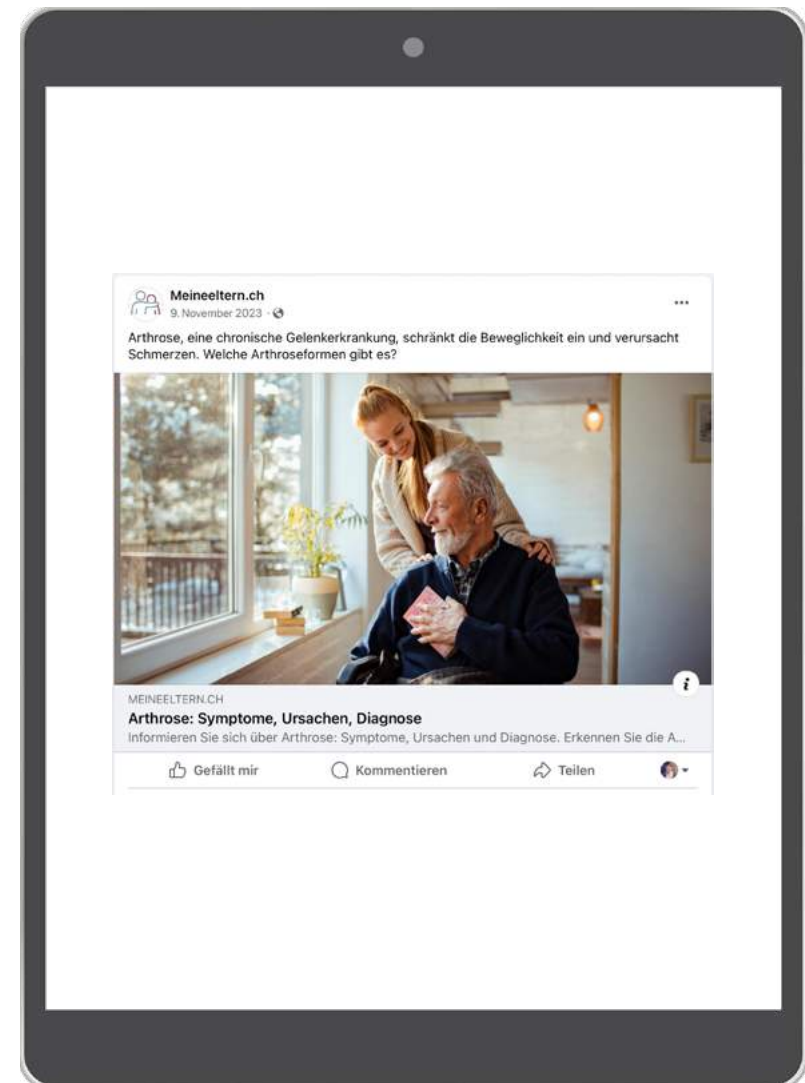 Meineeltern.ch
9. November 2023 ·
Arthrose, eine chronische Gelenkerkrankung, schränkt die Beweglichkeit ein und verursacht
Schmerzen. Welche Arthroseformen gibt es?
i
MEINEELTERN.CH
Arthrose: Symptome, Ursachen, Diagnose
Informieren Sie sich über Arthrose: Symptome, Ursachen und Diagnose. Erkennen Sie die A...
Gefällt mir Kommentieren Teilen